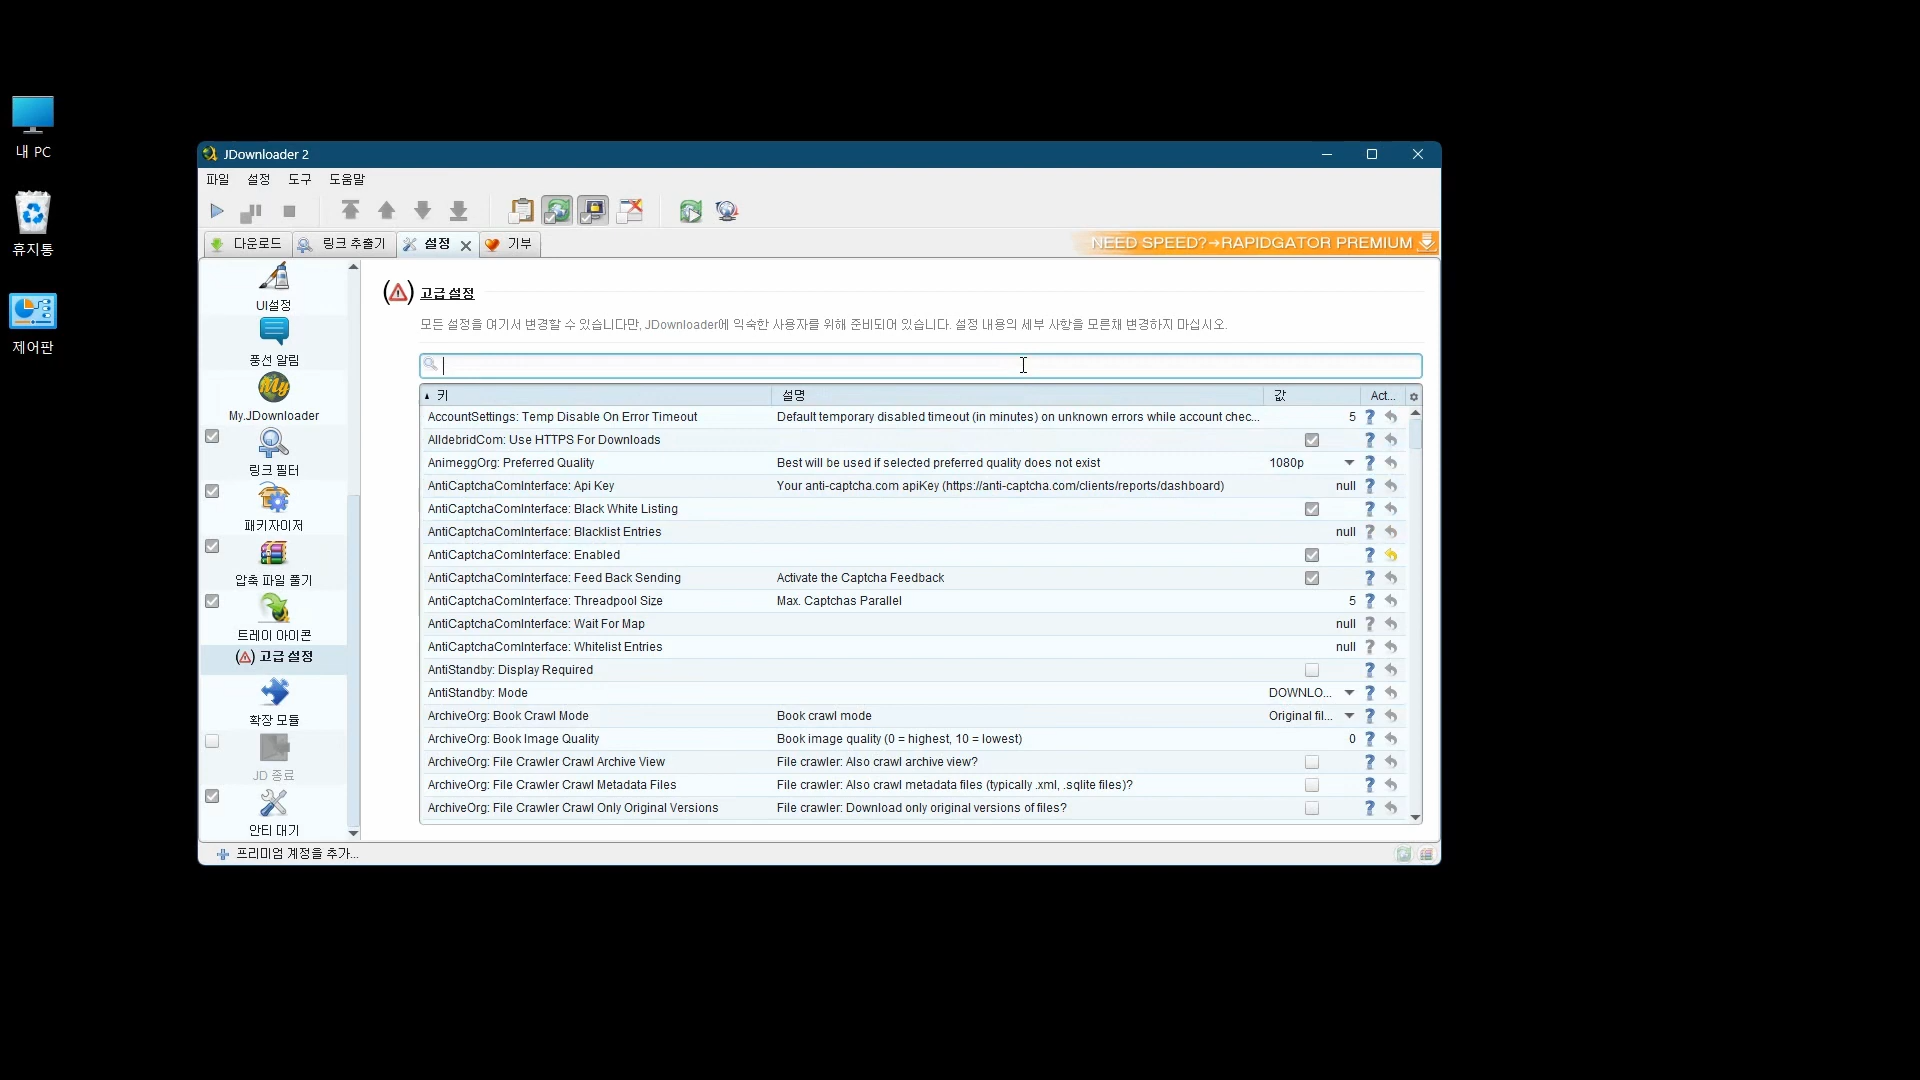 내 PC
휴지통
제어판
JDownloader 2
파일 설정 도구 도움말
다운로드 링크 추출기 설정 기부
NEED SPEED?→RAPIDGATOR PREMIUM
UI설정
풍선 알림
My
My.JDownloader
링크 필터
패키자이저
압축 파일 풀기
트레이 아이콘
고급 설정
확장 모듈
JD 종료
안티 대기
고급 설정
모든 설정을 여기서 변경할 수 있습니다만, JDownloader에 익숙한 사용자를 위해 준비되어 있습니다. 설정 내용의 세부 사항을 모른채 변경하지 마십시오.
키 설명 값 Act...
AccountSettings: Temp Disable On Error Timeout Default temporary disabled timeout (in minutes) on unknown errors while account chec... 5
AlldebridCom: Use HTTPS For Downloads
AnimeggOrg: Preferred Quality Best will be used if selected preferred quality does not exist 1080p
AntiCaptchaComInterface: Api Key Your anti-captcha.com apiKey (https://anti-captcha.com/clients/reports/dashboard) null
AntiCaptchaComInterface: Black White Listing
AntiCaptchaComInterface: Blacklist Entries null
AntiCaptchaComInterface: Enabled
AntiCaptchaComInterface: Feed Back Sending Activate the Captcha Feedback
AntiCaptchaComInterface: Threadpool Size Max. Captchas Parallel 5
AntiCaptchaComInterface: Wait For Map null
AntiCaptchaComInterface: Whitelist Entries null
AntiStandby: Display Required
AntiStandby: Mode DOWNLO...
ArchiveOrg: Book Crawl Mode Book crawl mode Original fil...
ArchiveOrg: Book Image Quality Book image quality (0 = highest, 10 = lowest) 0
ArchiveOrg: File Crawler Crawl Archive View File crawler: Also crawl archive view?
ArchiveOrg: File Crawler Crawl Metadata Files File crawler: Also crawl metadata files (typically .xml, .sqlite files)?
ArchiveOrg: File Crawler Crawl Only Original Versions File crawler: Download only original versions of files?
프리미엄 계정을 추가...